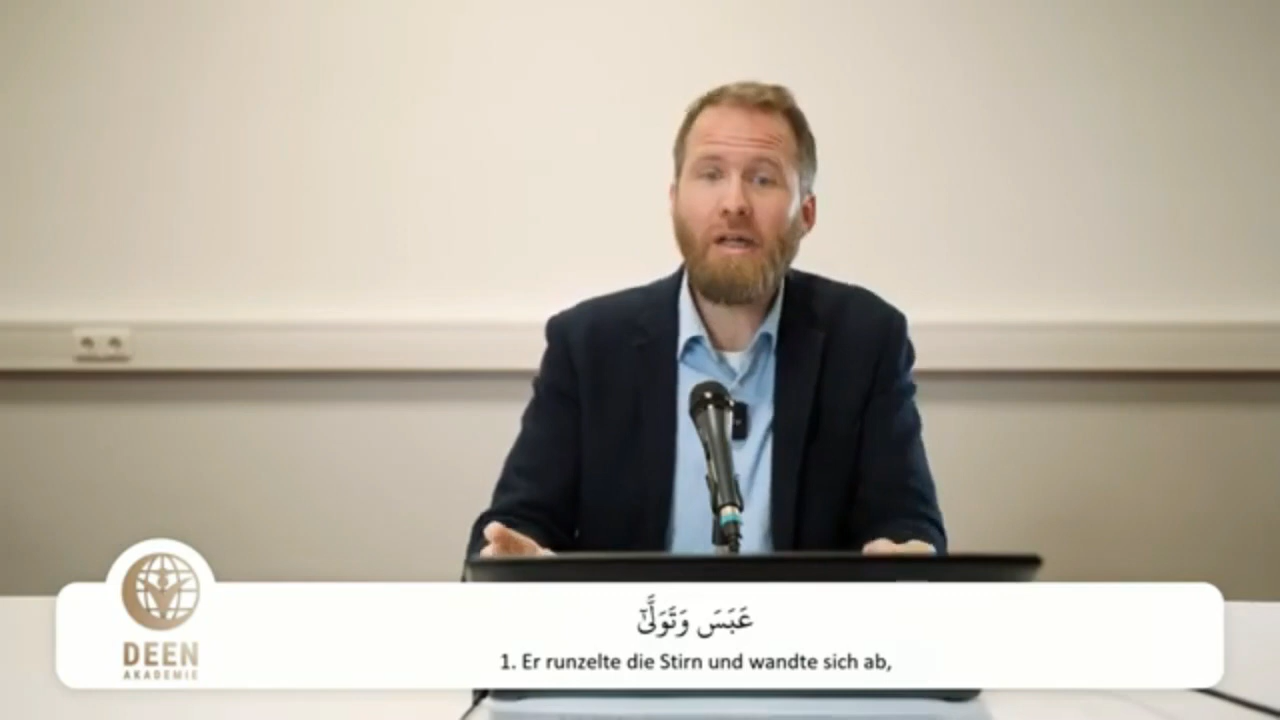 عَبَسَ وَتَوَلَّىٰٓ
1. Er runzelte die Stirn und wandte sich ab,
DEEN
AKADEMIE